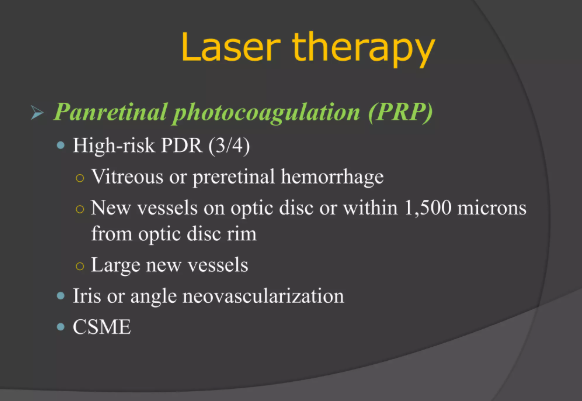 Laser therapy
Panretinal photocoagulation (PRP)
High-risk PDR (3/4)
Vitreous or preretinal hemorrhage
New vessels on optic disc or within 1,500 microns
from optic disc rim
Large new vessels
Iris or angle neovascularization
CSME